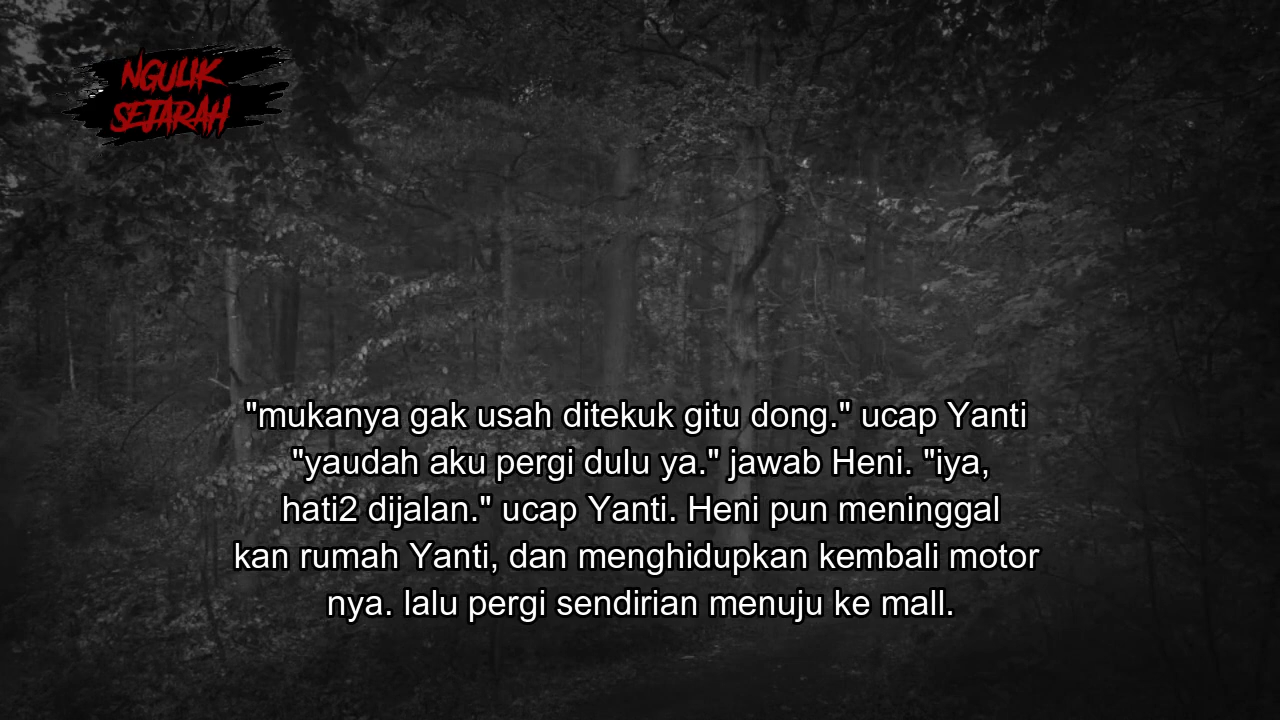 NGULIK
SEJARAH
"mukanya gak usah ditekuk gitu dong." ucap Yanti
"yaudah aku pergi dulu ya." jawab Heni. "iya,
hati2 dijalan." ucap Yanti. Heni pun meninggal
kan rumah Yanti, dan menghidupkan kembali motor
nya. lalu pergi sendirian menuju ke mall.